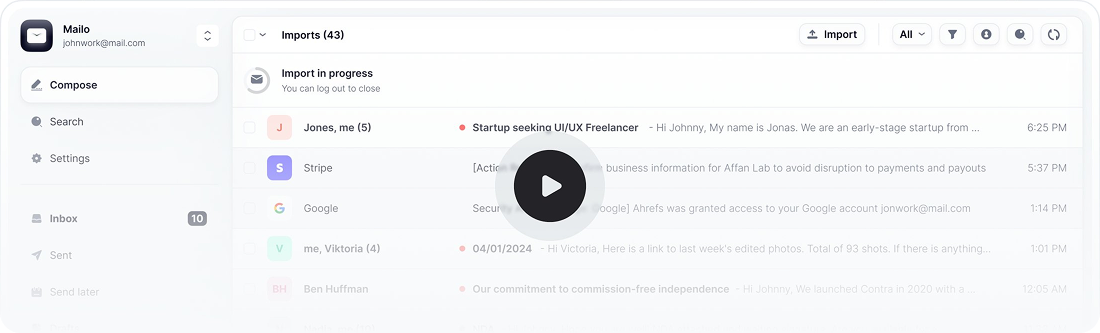 Mailo
johnwork@mail.com
Compose
Search
Settings
Inbox 10
Sent
Send later
Imports (43) Import All
Import in progress
You can log out to close
J Jones, me (5) Startup seeking UI/UX Freelancer - Hi Johnny, My name is Jonas. We are an early-stage startup from ... 6:25 PM
S Stripe [Action business information for Affan Lab to avoid disruption to payments and payouts 5:37 PM
Google Security Google] Ahrefs was granted access to your Google account jonwork@mail.com 1:14 PM
V me, Viktoria (4) 04/01/2024 - Hi Victoria, Here is a link to last week's edited photos. Total of 93 shots. If there is anything... 1:01 PM
BH Ben Huffman Our commitment to commission-free independence - Hi Johnny, We launched Contra in 2020 with a ... 12:05 AM